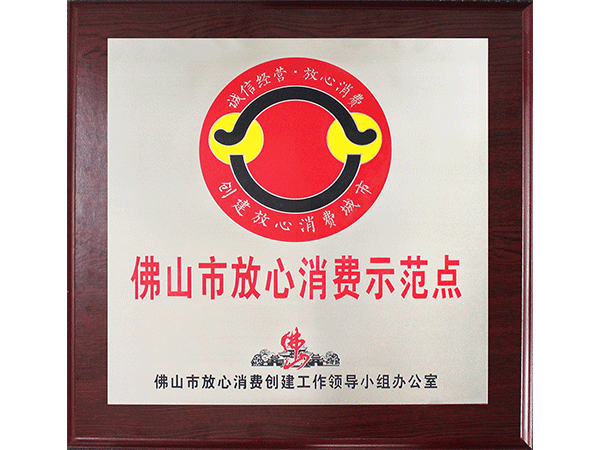 诚信经营·放心消费
创建放心消费城市
佛山市放心消费示范点
佛山
佛山市放心消费创建工作领导小组办公室